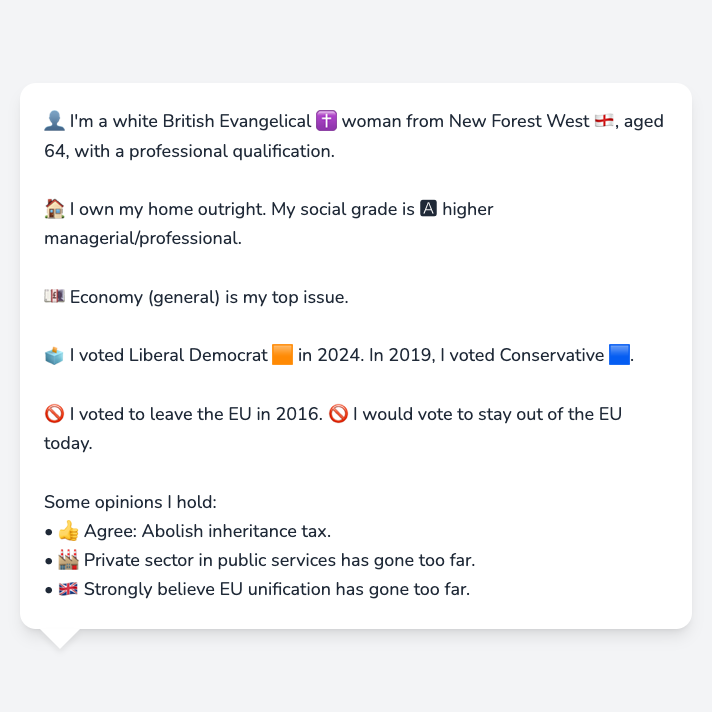 👤 I'm a white British Evangelical ✝️ woman from New Forest West 🏴󠁧󠁢󠁥󠁮󠁧󠁿, aged
64, with a professional qualification.
🏠 I own my home outright. My social grade is 🅰 higher
managerial/professional.
💷 Economy (general) is my top issue.
🗳️ I voted Liberal Democrat 🟧 in 2024. In 2019, I voted Conservative 🟦.
🚫 I voted to leave the EU in 2016. 🚫 I would vote to stay out of the EU
today.
Some opinions I hold:
• 👍 Agree: Abolish inheritance tax.
• 🏭 Private sector in public services has gone too far.
• 🇬🇧 Strongly believe EU unification has gone too far.